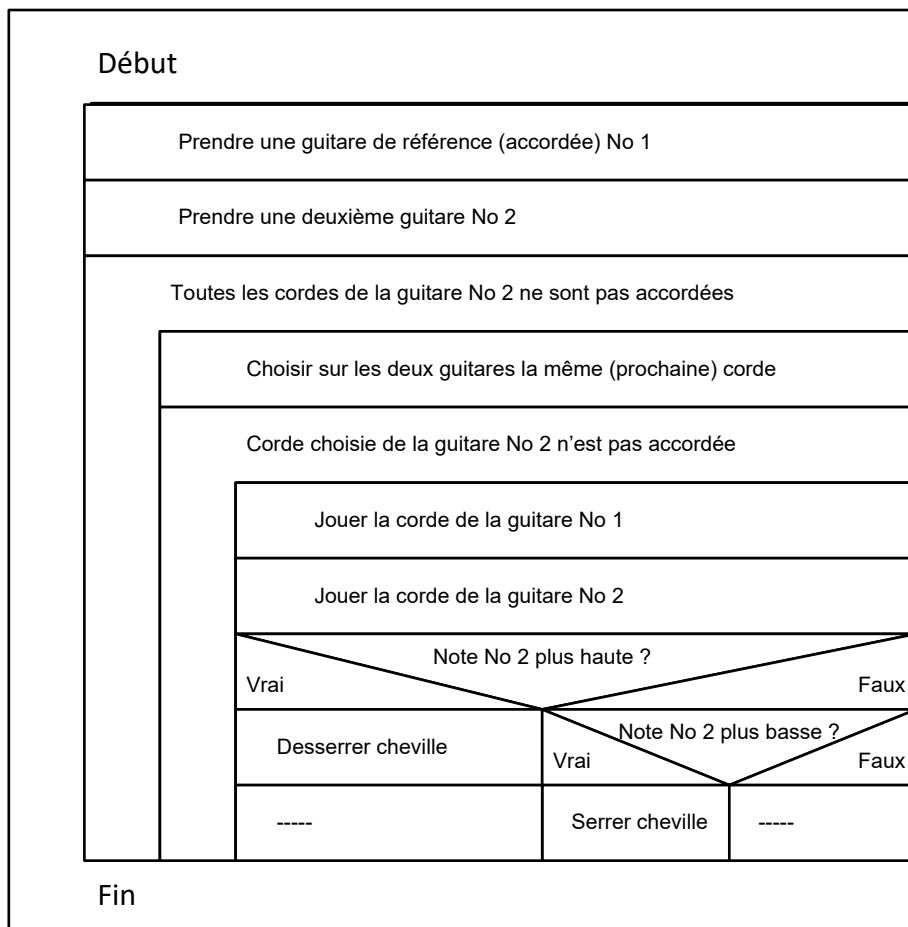 Début
Prendre une guitare de référence (accordée) No 1
Prendre une deuxième guitare No 2
Toutes les cordes de la guitare No 2 ne sont pas accordées
Choisir sur les deux guitares la même (prochaine) corde
Corde choisie de la guitare No 2 n’est pas accordée
Jouer la corde de la guitare No 1
Jouer la corde de la guitare No 2
Note No 2 plus haute ?
Vrai
Faux
Desserrer cheville
Note No 2 plus basse ?
Vrai
Faux
-----
Serrer cheville
-----
Fin